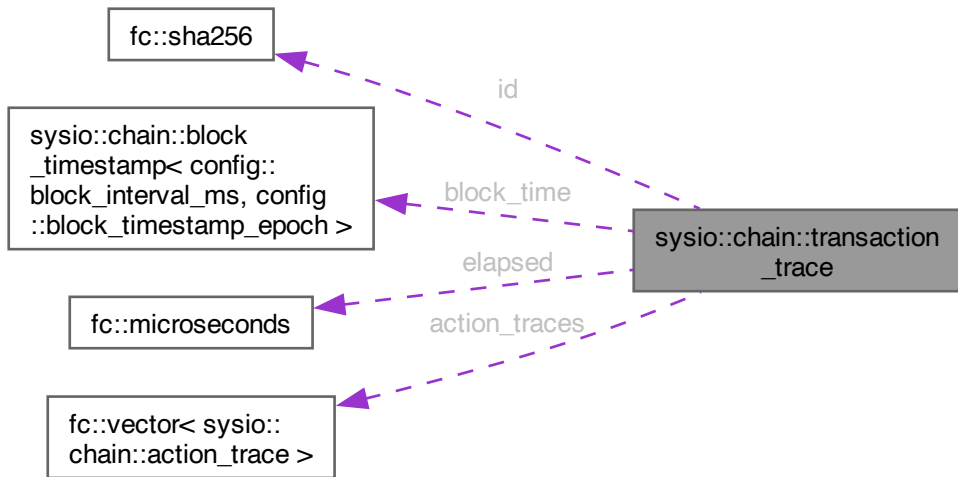 fc::sha256
id
sysio::chain::block
_timestamp< config::
block_interval_ms, config
::block_timestamp_epoch >
block_time
sysio::chain::transaction
_trace
elapsed
fc::microseconds
action_traces
fc::vector< sysio::
chain::action_trace >